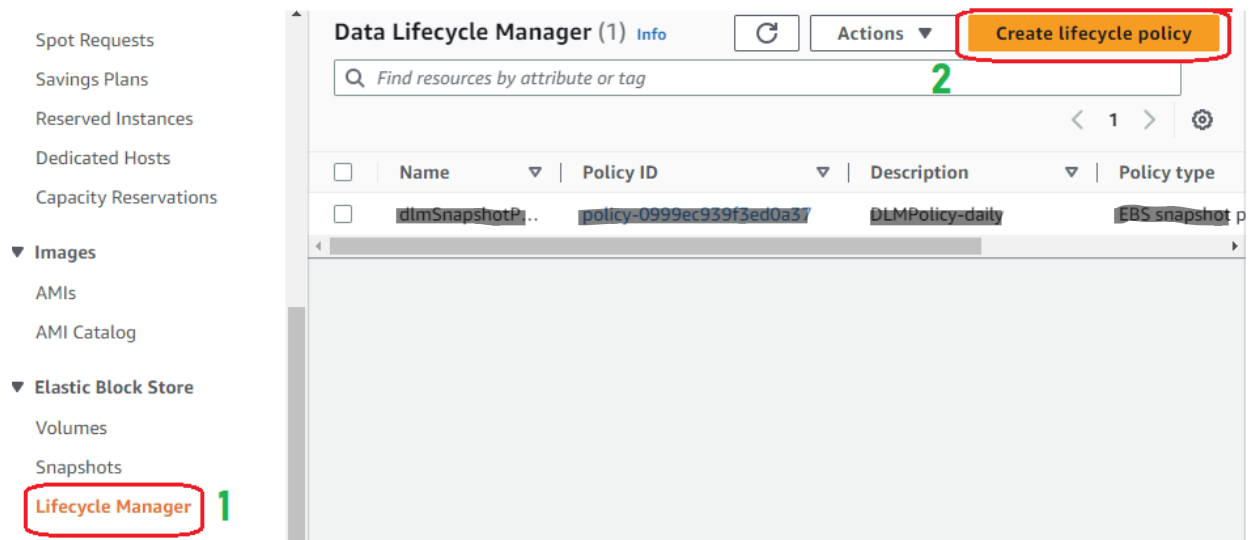 Spot Requests
Savings Plans
Reserved Instances
Dedicated Hosts
Capacity Reservations
Images
AMIs
AMI Catalog
Elastic Block Store
Volumes
Snapshots
Lifecycle Manager 1
Data Lifecycle Manager (1) Info Actions Create lifecycle policy
Find resources by attribute or tag 2
1
Name Policy ID Description Policy type
dlmSnapshotP... policy-0999ec939f3ed0a37 DLMPolicy-daily EBS snapshot p